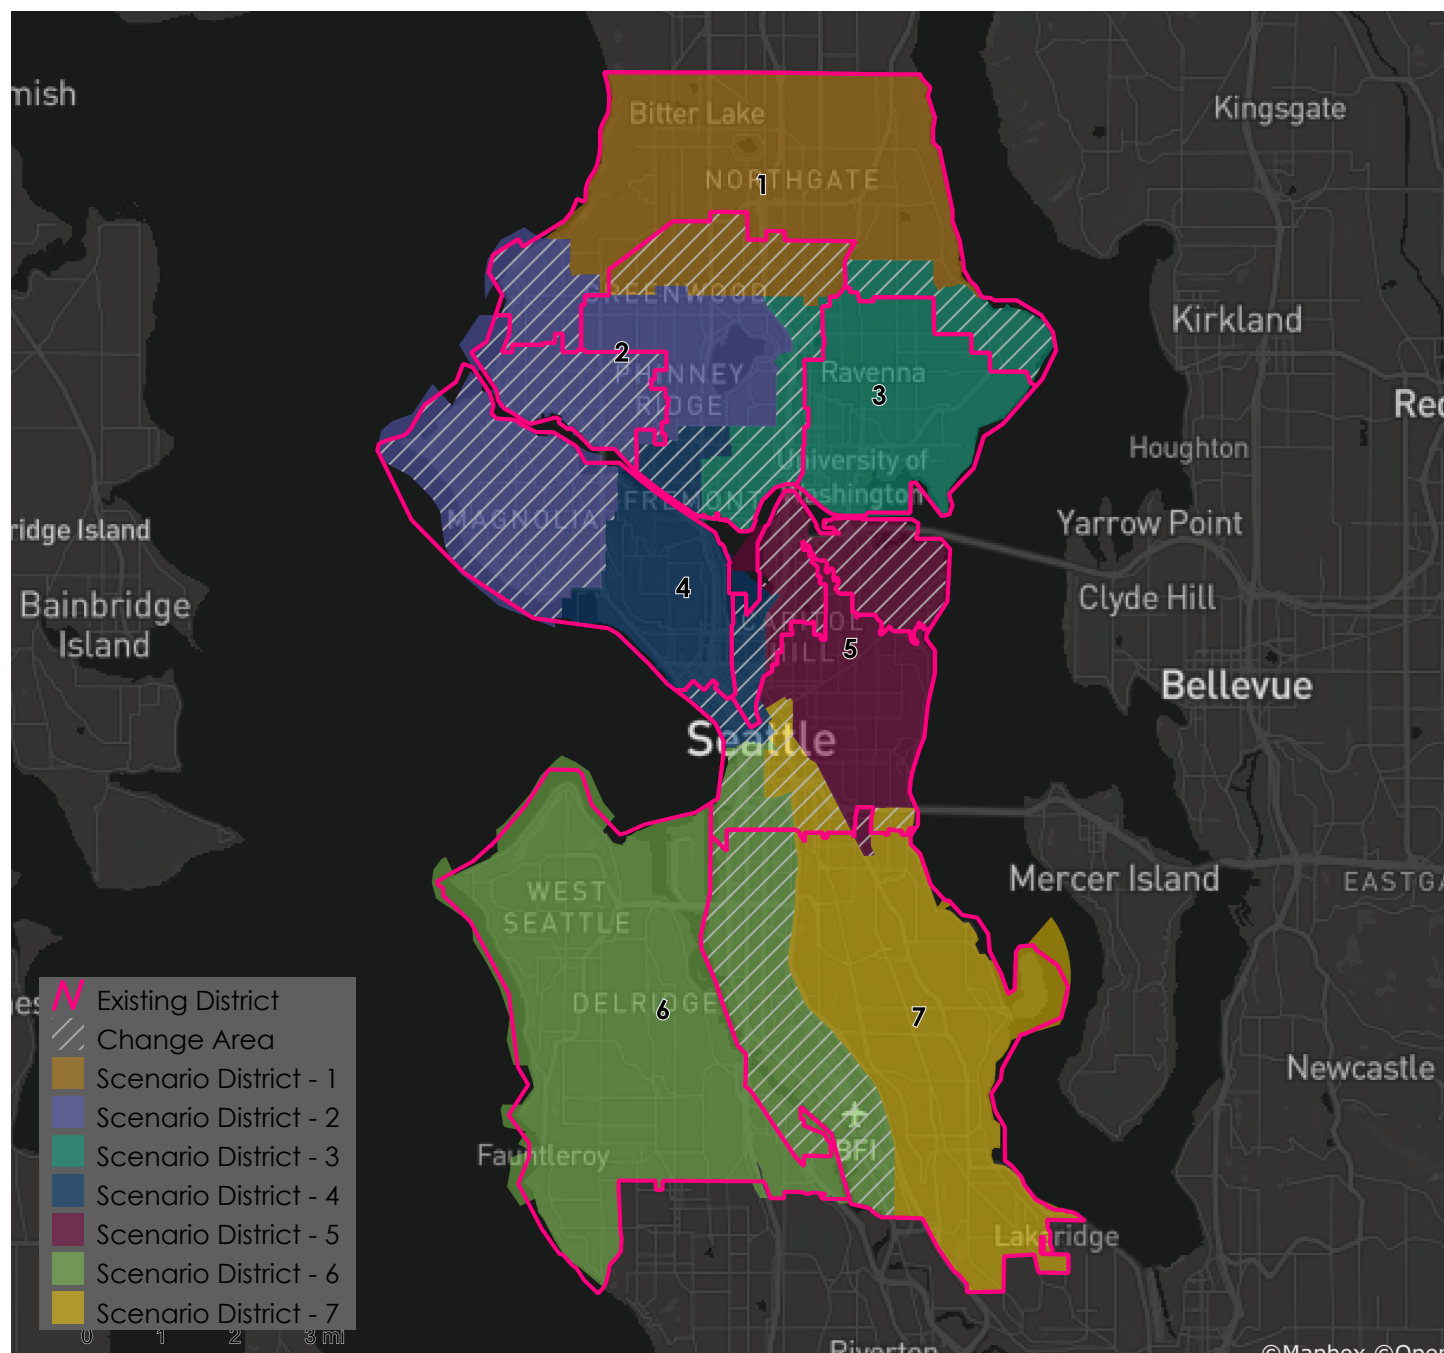 mish
Bitter Lake
Kingsgate
NORTHGATE
1
GREENWOOD
Kirkland
2
PHINNEY
RIDGE
Ravenna
3
Red
Houghton
University of
Washington
FREMONT
MAGNOLIA
ridge Island
Yarrow Point
4
Bainbridge
Island
Clyde Hill
CAPITOL
HILL
5
Bellevue
Seattle
Mercer Island
EASTGA
WEST
SEATTLE
DELRIDGE
6
7
Newcastle
BFI
Fauntleroy
Lakeridge
Riverton
Existing District
Change Area
Scenario District - 1
Scenario District - 2
Scenario District - 3
Scenario District - 4
Scenario District - 5
Scenario District - 6
Scenario District - 7
0 1 2 3 mi
©Mapbox ©Open